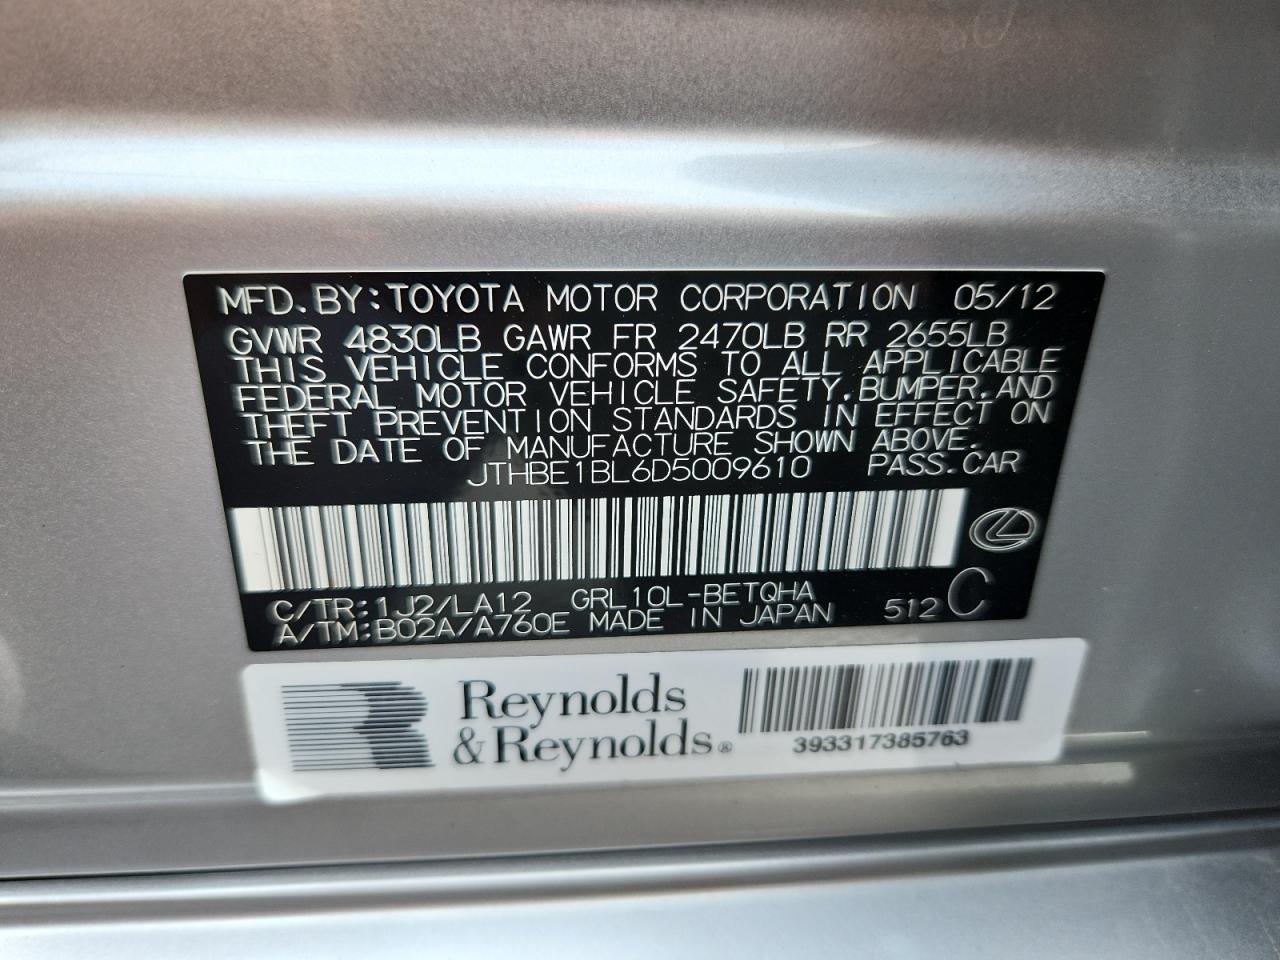 MFD.BY:TOYOTA MOTOR CORPORATION 05/12
GVWR 4830LB GAWR FR 2470LB RR 2655LB
THIS VEHICLE CONFORMS TO ALL APPLICABLE
FEDERAL MOTOR VEHICLE SAFETY,BUMPER,AND
THEFT PREVENTION STANDARDS IN EFFECT ON
THE DATE OF MANUFACTURE SHOWN ABOVE.
JTHBE1BL6D5009610 PASS.CAR
C/TR:1J2/LA12 GRL10L-BETQHA
A/TM:B02A/A760E MADE IN JAPAN 512 C
Reynolds
&Reynolds®
393317385763